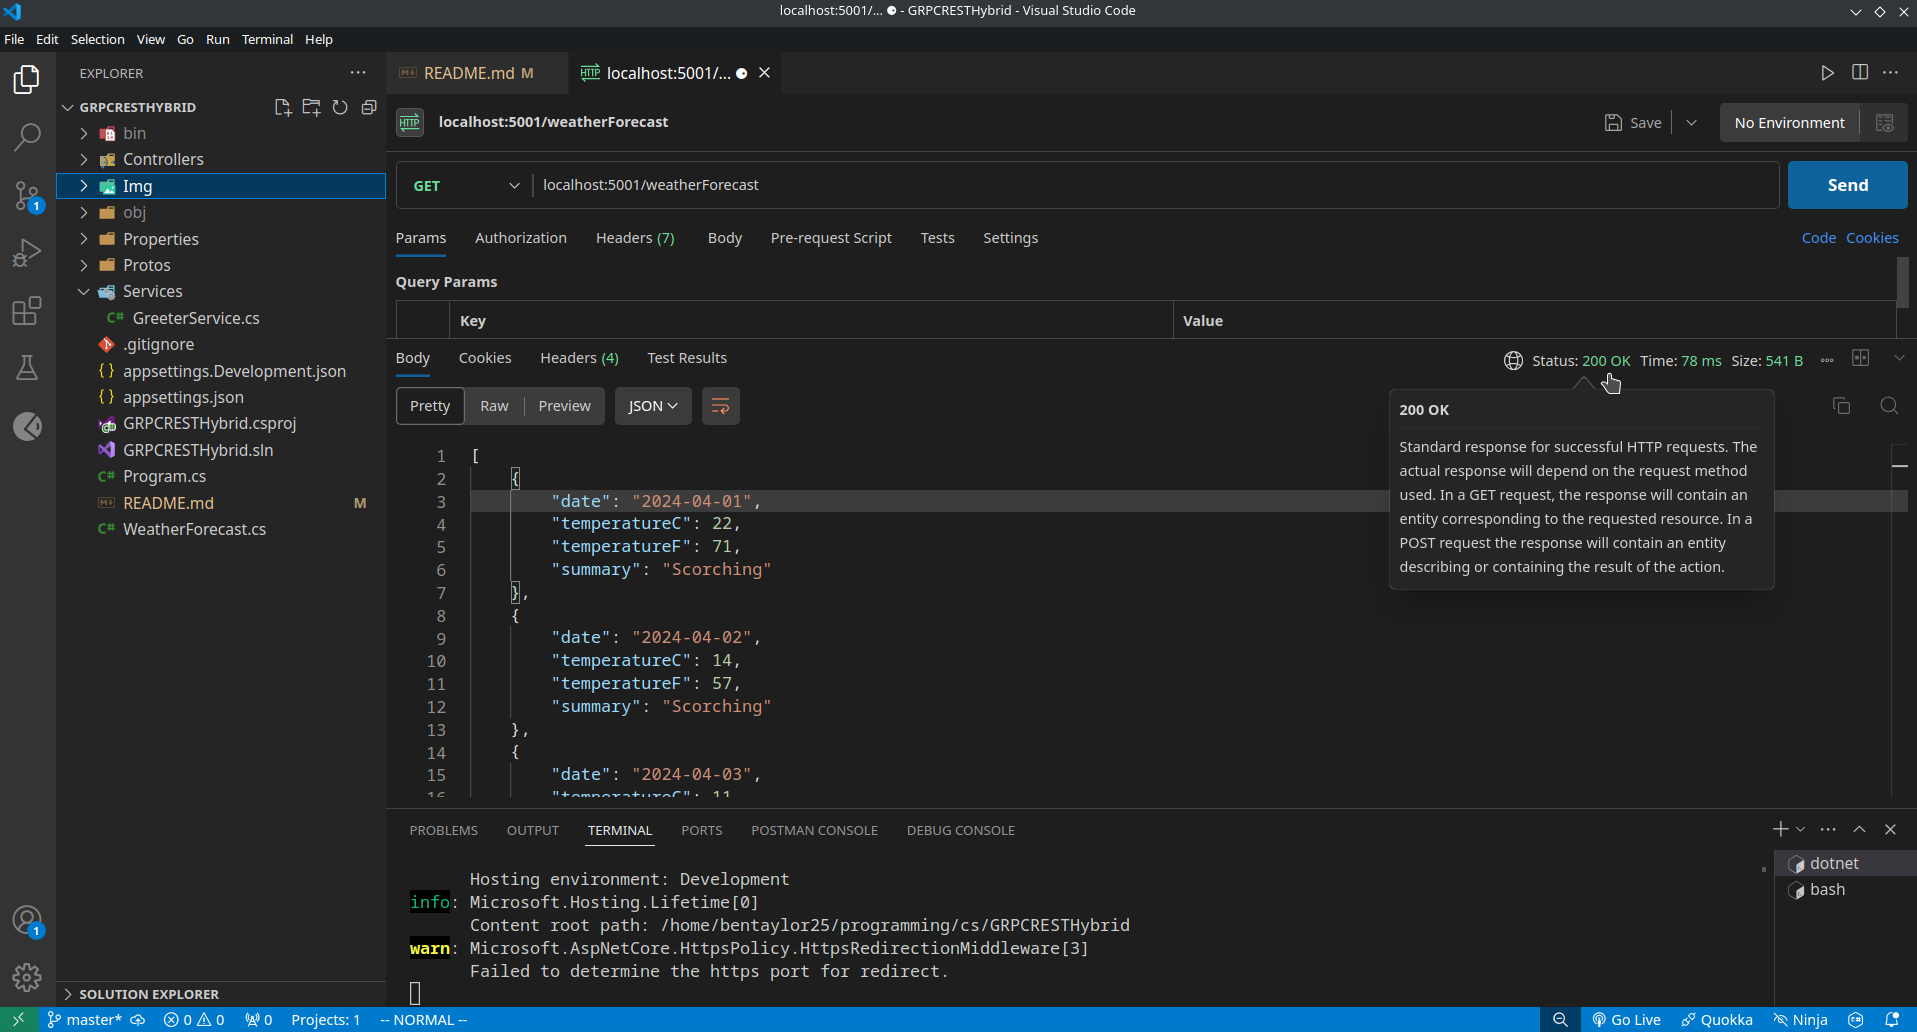 localhost:5001/... ● - GRPCRESTHybrid - Visual Studio Code
File Edit Selection View Go Run Terminal Help
EXPLORER
GRPCRESTHYBRID
bin
Controllers
Img
obj
Properties
Protos
Services
C# GreeterService.cs
.gitignore
{ } appsettings.Development.json
{ } appsettings.json
GRPCRESTHybrid.csproj
GRPCRESTHybrid.sln
C# Program.cs
README.md M
C# WeatherForecast.cs
SOLUTION EXPLORER
1
1
README.md M
HTTP localhost:5001/... ●
HTTP localhost:5001/weatherForecast
Save
No Environment
GET localhost:5001/weatherForecast
Send
Params Authorization Headers (7) Body Pre-request Script Tests Settings
Code Cookies
Query Params
Key Value
Body Cookies Headers (4) Test Results
Status: 200 OK Time: 78 ms Size: 541 B
Pretty Raw Preview JSON
200 OK
Standard response for successful HTTP requests. The
actual response will depend on the request method
used. In a GET request, the response will contain an
entity corresponding to the requested resource. In a
POST request the response will contain an entity
describing or containing the result of the action.
1 [
2 {
3 "date": "2024-04-01",
4 "temperatureC": 22,
5 "temperatureF": 71,
6 "summary": "Scorching"
7 },
8 {
9 "date": "2024-04-02",
10 "temperatureC": 14,
11 "temperatureF": 57,
12 "summary": "Scorching"
13 },
14 {
15 "date": "2024-04-03",
16 "temperatureC": 11
PROBLEMS OUTPUT TERMINAL PORTS POSTMAN CONSOLE DEBUG CONSOLE
Hosting environment: Development
info: Microsoft.Hosting.Lifetime[0]
Content root path: /home/bentaylor25/programming/cs/GRPCRESTHybrid
warn: Microsoft.AspNetCore.HttpsPolicy.HttpsRedirectionMiddleware[3]
Failed to determine the https port for redirect.
dotnet
bash
master* 0 0 0 Projects: 1 -- NORMAL --
Go Live Quokka Ninja